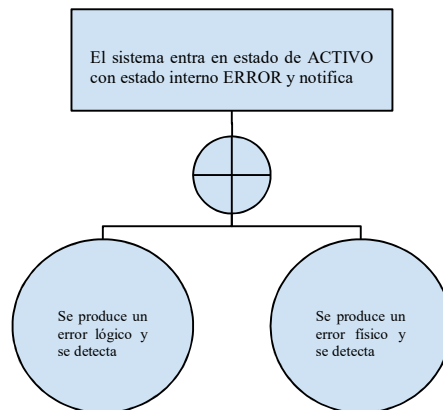 El sistema entra en estado de ACTIVO
con estado interno ERROR y notifica
Se produce un
error lógico y
se detecta
Se produce un
error físico y
se detecta